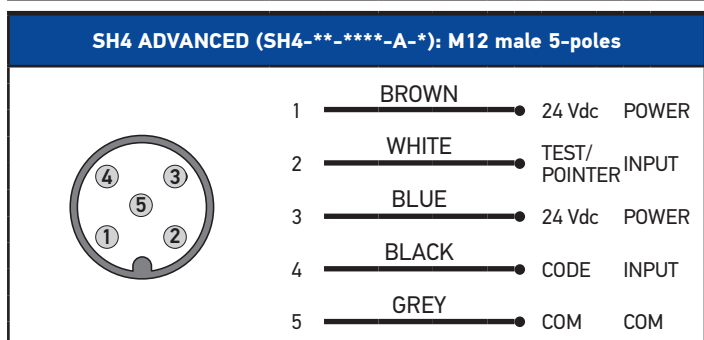 SH4 ADVANCED (SH4-**-****-A-*): M12 male 5-poles
4 3
5
1 2
1 BROWN 24 Vdc POWER
2 WHITE TEST/ POINTER INPUT
3 BLUE 24 Vdc POWER
4 BLACK CODE INPUT
5 GREY COM COM